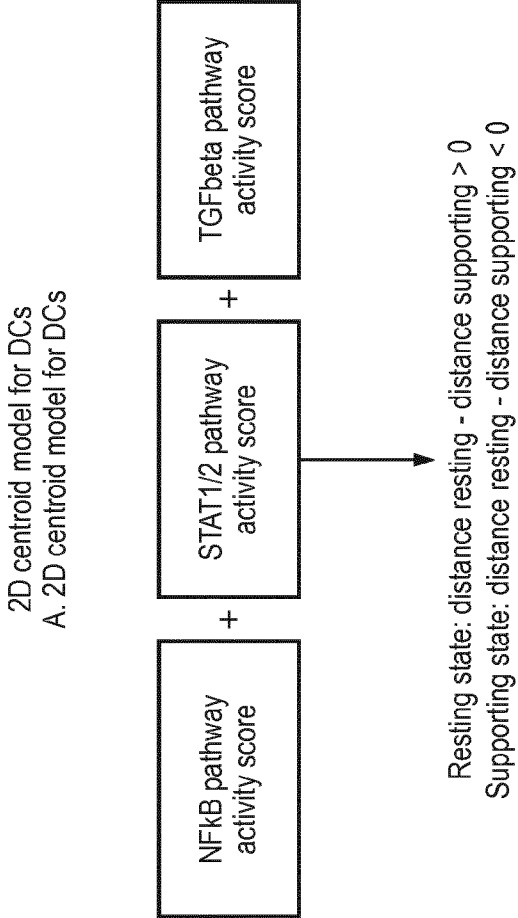 2D centroid model for DCs
A. 2D centroid model for DCs
NFkB pathway
activity score
+
STAT1/2 pathway
activity score
+
TGFbeta pathway
activity score
Resting state: distance resting - distance supporting > 0
Supporting state: distance resting - distance supporting < 0